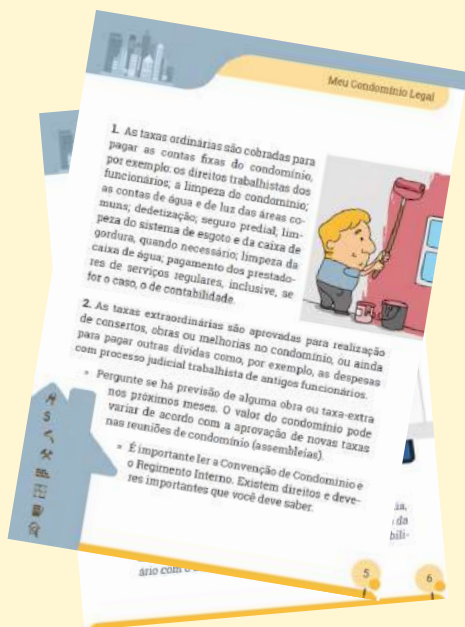 Meu Condomínio Legal
1. As taxas ordinárias são cobradas para
pagar as contas fixas do condomínio,
por exemplo: os direitos trabalhistas dos
funcionários; a limpeza do condomínio;
as contas de água e de luz das áreas co-
muns; dedetização; seguro predial; lim-
peza do sistema de esgoto e da caixa de
gordura, quando necessário; limpeza da
caixa de água; pagamento dos prestado-
res de serviços regulares, inclusive, se
for o caso, o de contabilidade.
2. As taxas extraordinárias são aprovadas para realização
de consertos, obras ou melhorias no condomínio, ou ainda
para pagar outras dívidas como, por exemplo, as despesas
com processo judicial trabalhista de antigos funcionários.
» Pergunte se há previsão de alguma obra ou taxa-extra
nos próximos meses. O valor do condomínio pode
variar de acordo com a aprovação de novas taxas
nas reuniões de condomínio (assembleias).
» É importante ler a Convenção de Condomínio e
o Regimento Interno. Existem direitos e deve-
res importantes que você deve saber.
5
ia,
da
bili-
ário com
6